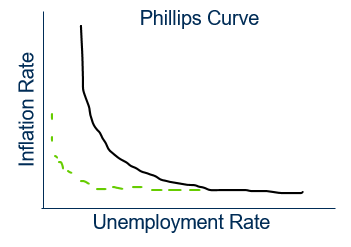 Phillips Curve
Inflation Rate
Unemployment Rate